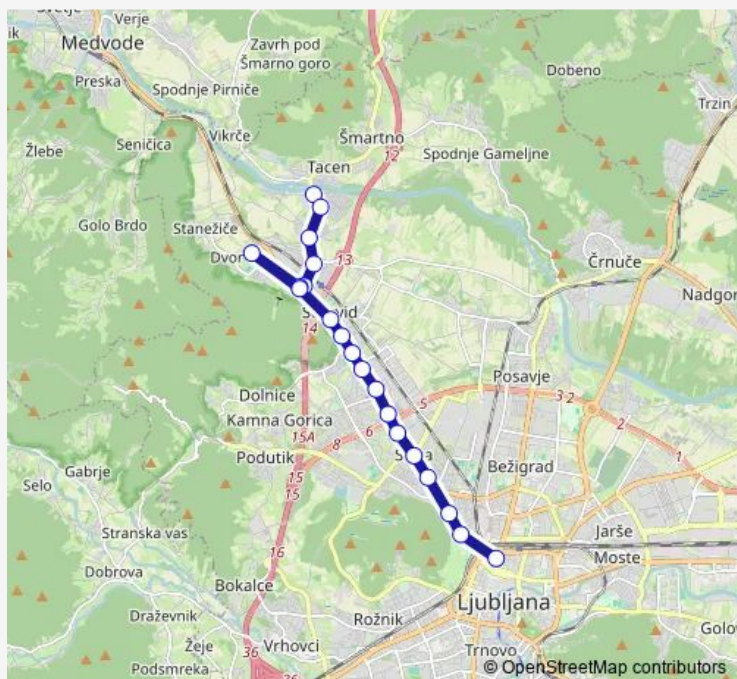 Verje
Medvode
Zavrh pod
Šmarno goro
Dobeno
Preska
Spodnje Pirniče
Trzin
Šmartno
Vikrče
12
Seničica
Žlebe
Spodnje Gameljne
Tacen
Golo Brdo
Stanežiče
Dvor
13
Črnuče
Nadgor
14
Dolnice
Posavje
3
2
5
2
Kamna Gorica
6
8
15A
1
Podutik
Bežigrad
Gabrje
15
15
Selo
Stranska vas
Jarše
16
Moste
Dobrova
Bokalce
Ljubljana
Draževnik
Rožnik
Golo
Žeje
Vrhovci
Trnovo
36
Podsmreka
36
© OpenStreetMap contributors